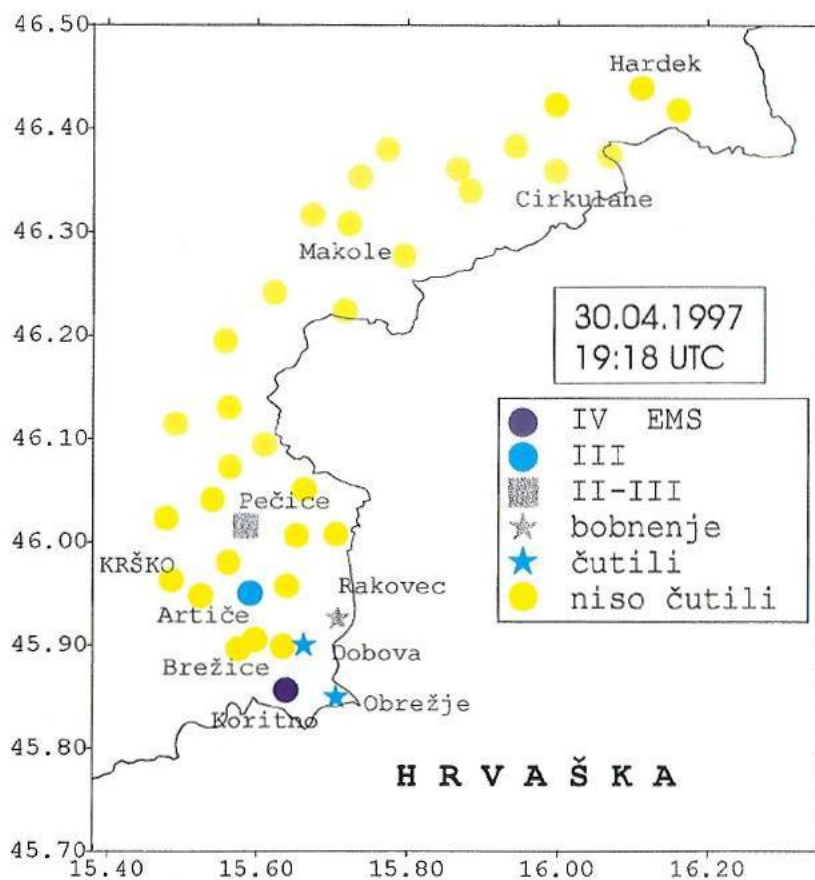 46.50
Hardek
46.40
Cirkulane
46.30
Makole
30.04.1997
19:18 UTC
46.20
IV EMS
III
II-III
bobnenje
čutili
niso čutili
46.10
Pečice
46.00
KRŠKO
Rakovec
Artiče
45.90
Dobova
Brežice
Obrežje
Koritno
45.80
HRVAŠKA
45.70
15.40 15.60 15.80 16.00 16.20